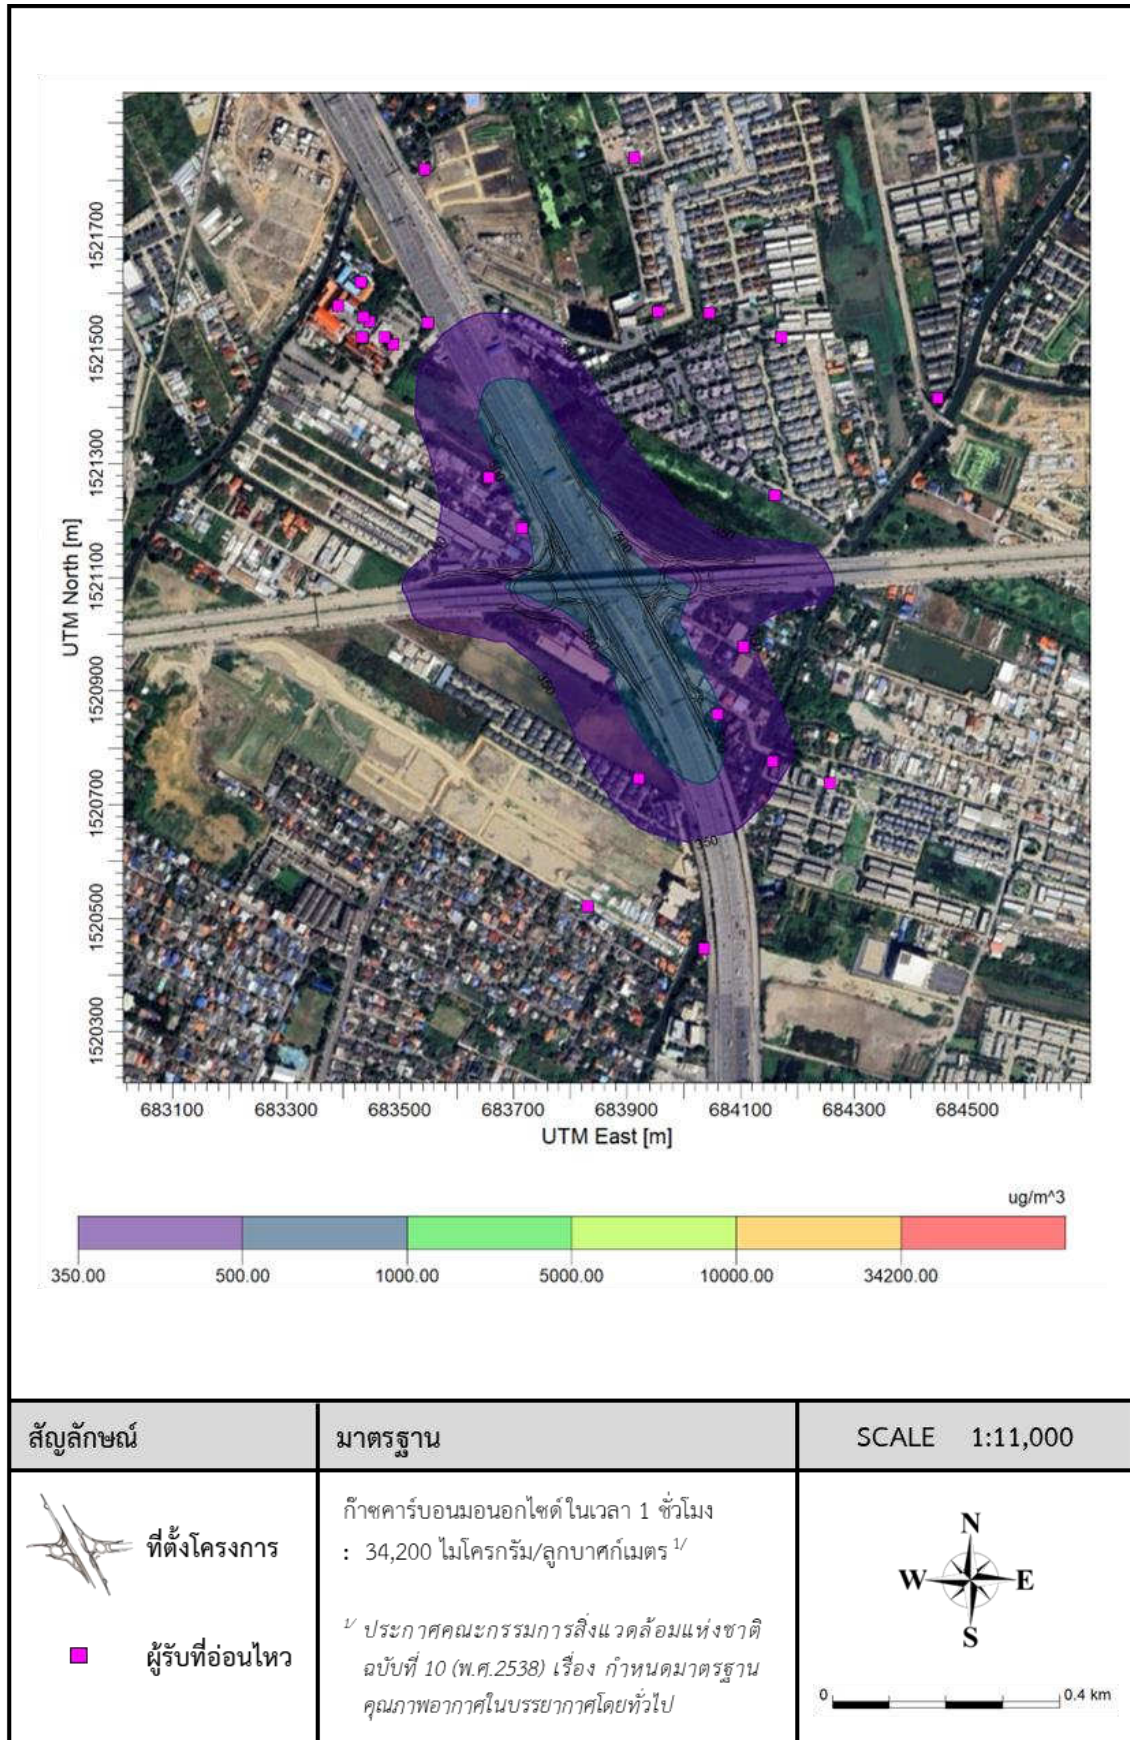 1521700
1521500
1521300
1521100
1520900
1520700
1520500
1520300
UTM North [m]
350
500
350
350
500
500
350
350
683100 683300 683500 683700 683900 684100 684300 684500
UTM East [m]
ug/m^3
350.00 500.00 1000.00 5000.00 10000.00 34200.00
สัญลักษณ์
มาตรฐาน
SCALE 1:11,000
ที่ตั้งโครงการ
ผู้รับที่อ่อนไหว
ก๊าซคาร์บอนมอนอกไซด์ ในเวลา 1 ชั่วโมง
: 34,200 ไมโครกรัม/ลูกบาศก์เมตร 1/
1/ ประกาศคณะกรรมการสิ่งแวดล้อมแห่งชาติ
ฉบับที่ 10 (พ.ศ.2538) เรื่อง กำหนดมาตรฐาน
คุณภาพอากาศในบรรยากาศโดยทั่วไป
N
W E
S
0 0.4 km